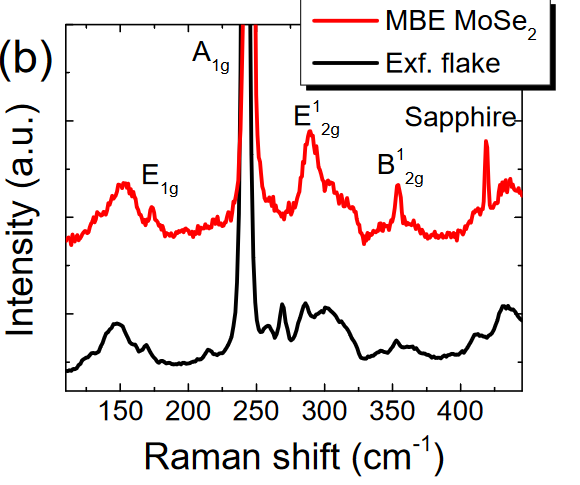 (b)
MBE MoSe₂
Exf. flake
A₁g
E¹₂g
Sapphire
B¹₂g
E₁g
Intensity (a.u.)
150 200 250 300 350 400
Raman shift (cm⁻¹)